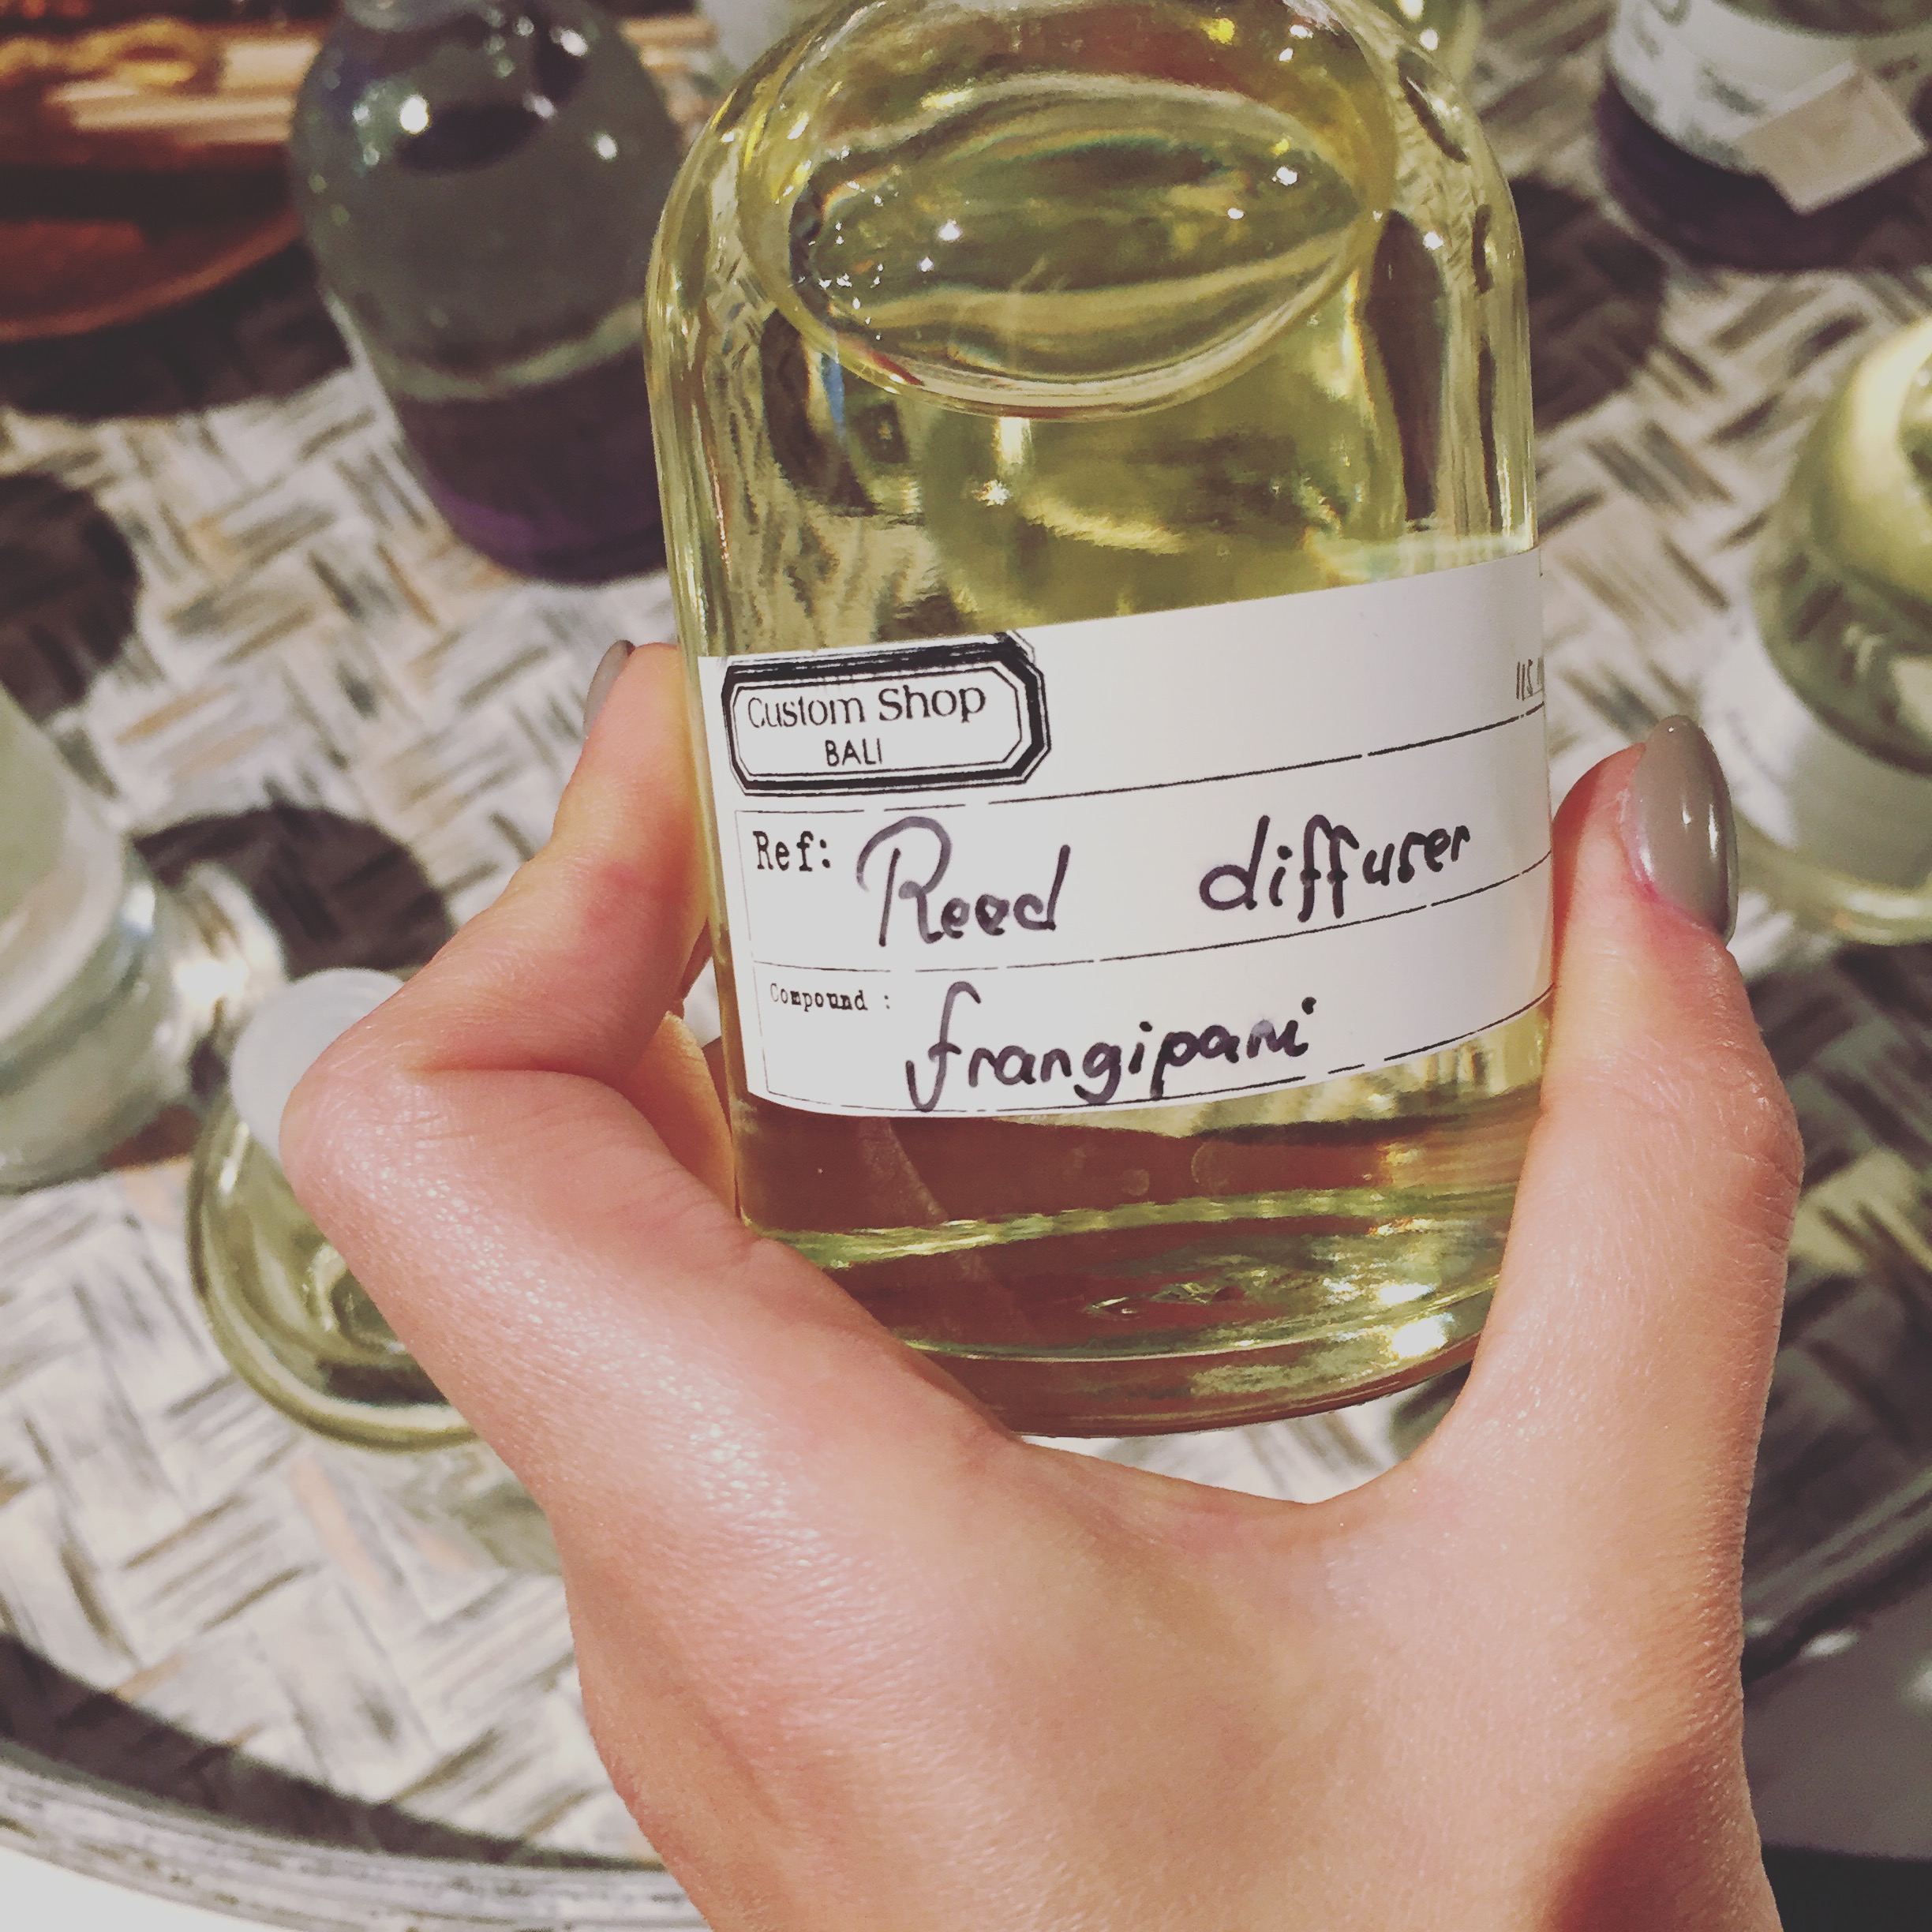 Custom Shop
BALI
Ref: Reed diffuser
Compound : frangipani